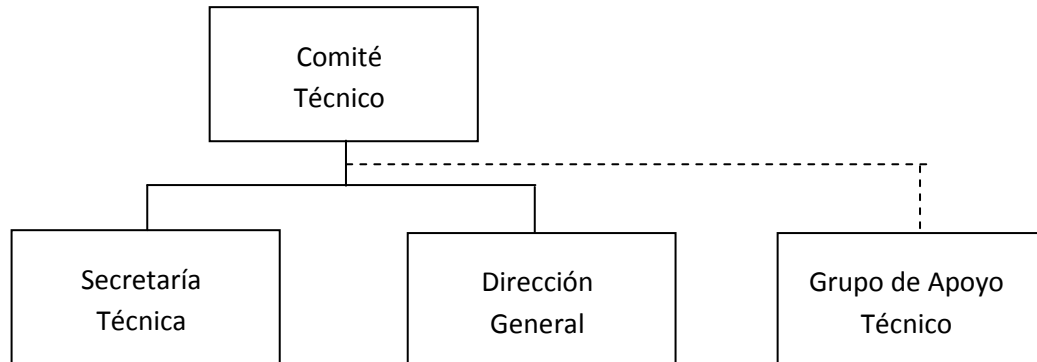 Comité
Técnico
Secretaría
Técnica
Dirección
General
Grupo de Apoyo
Técnico